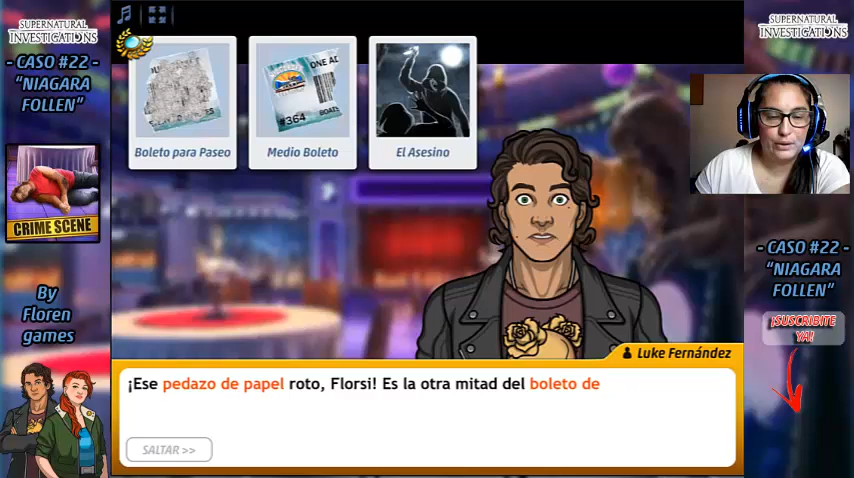 SUPERNATURAL
INVESTIGATIONS
- CASO #22 -
"NIAGARA
FOLLEN"
CRIME SCENE
By
Floren
games
Boleto para Paseo
ONE AD
#364
BOATS
Medio Boleto
El Asesino
Luke Fernández
¡Ese pedazo de papel roto, Florsi! Es la otra mitad del boleto de
SALTAR >>
SUPERNATURAL
INVESTIGATIONS
- CASO #22 -
"NIAGARA
FOLLEN"
¡SUSCRIBITE
YA!